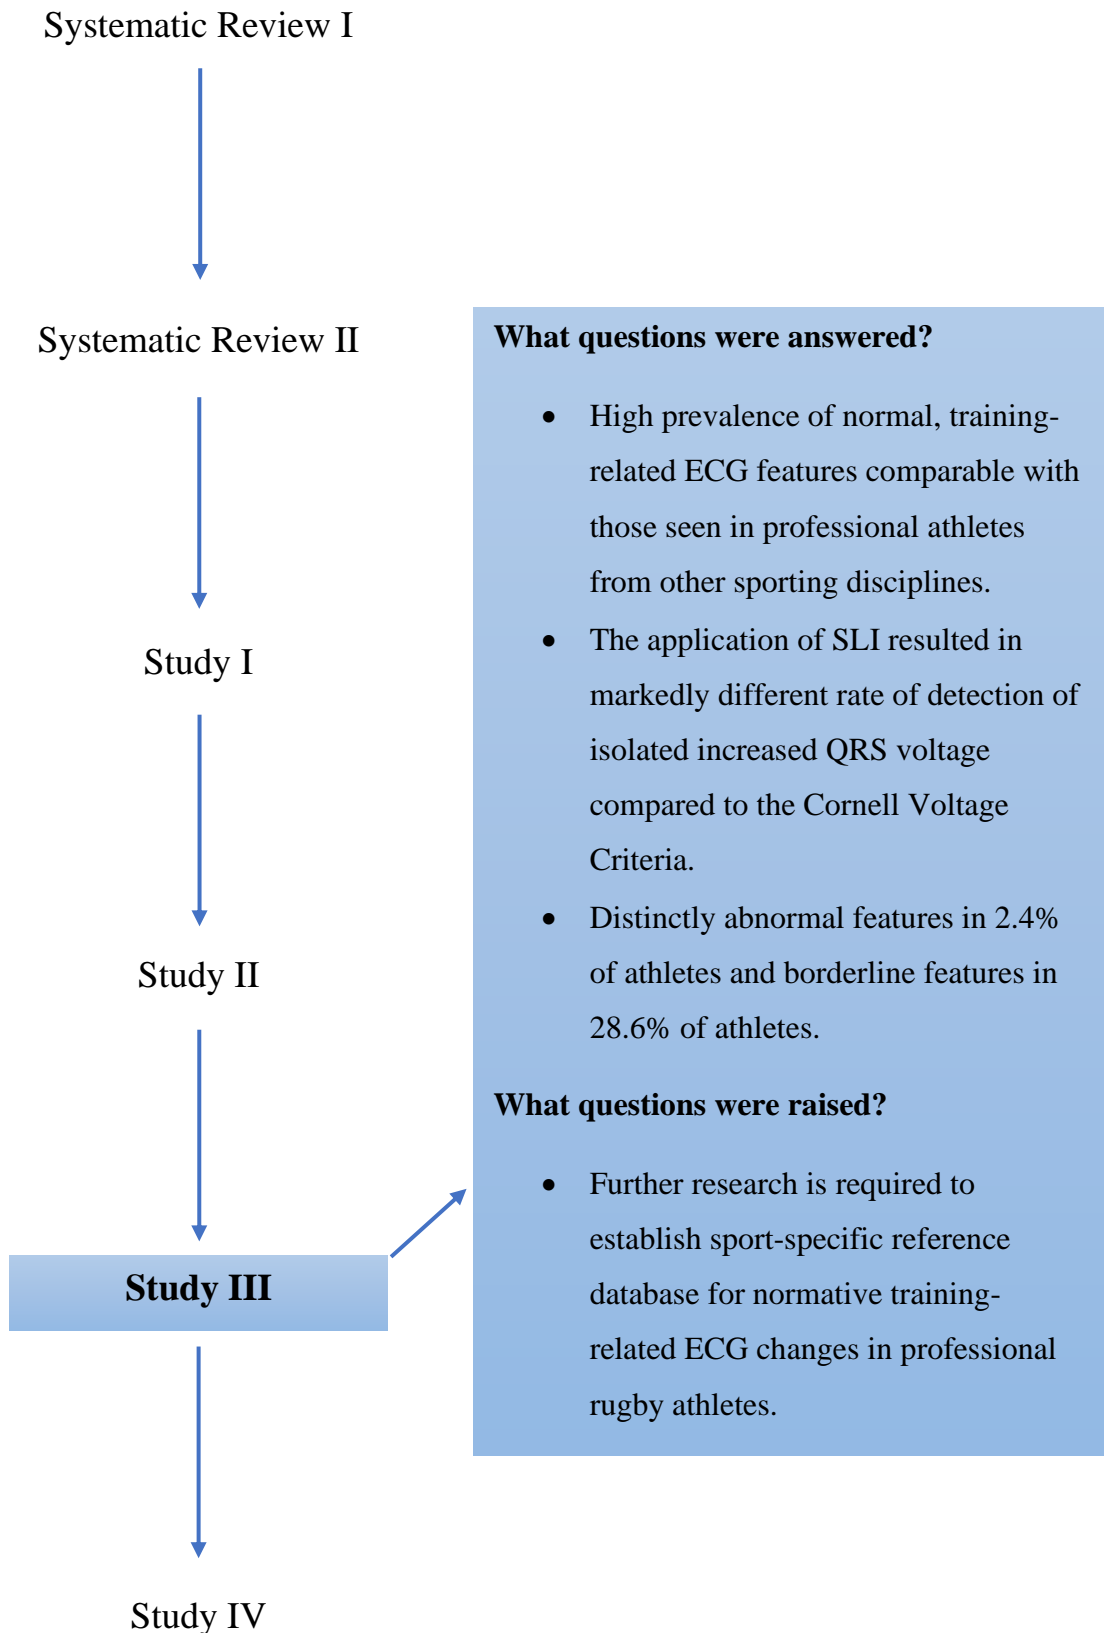 Systematic Review I
Systematic Review II
Study I
Study II
Study III
Study IV
What questions were answered?
• High prevalence of normal, training-
related ECG features comparable with
those seen in professional athletes
from other sporting disciplines.
• The application of SLI resulted in
markedly different rate of detection of
isolated increased QRS voltage
compared to the Cornell Voltage
Criteria.
• Distinctly abnormal features in 2.4%
of athletes and borderline features in
28.6% of athletes.
What questions were raised?
• Further research is required to
establish sport-specific reference
database for normative training-
related ECG changes in professional
rugby athletes.